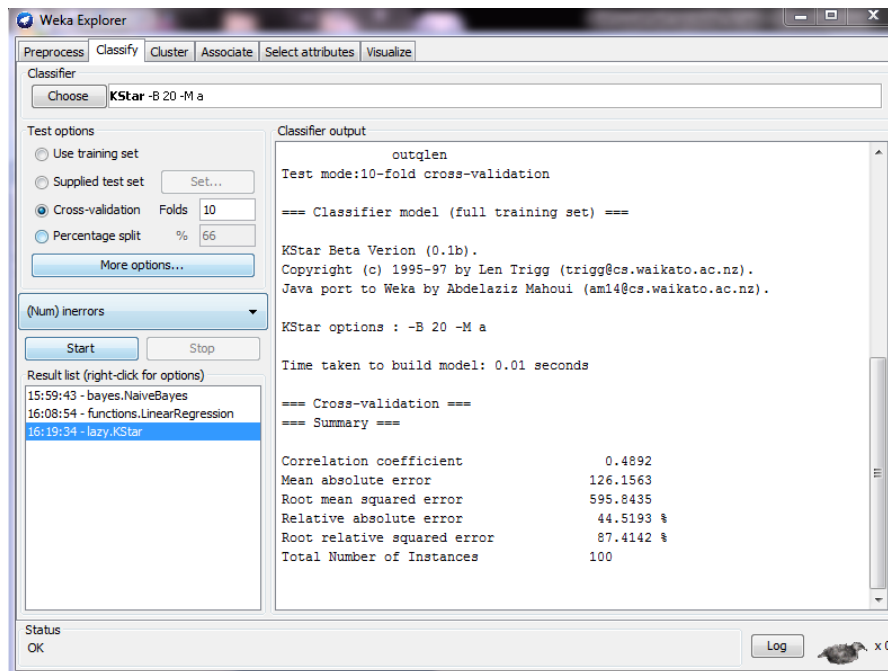 Weka Explorer
Preprocess Classify Cluster Associate Select attributes Visualize
Classifier
Choose KStar -B 20 -M a
Test options
Use training set
Supplied test set Set...
Cross-validation Folds 10
Percentage split % 66
More options...
(Num) inerrors
Start Stop
Result list (right-click for options)
15:59:43 - bayes.NaiveBayes
16:08:54 - functions.LinearRegression
16:19:34 - lazy.KStar
Classifier output
outqlen
Test mode:10-fold cross-validation
=== Classifier model (full training set) ===
KStar Beta Verion (0.1b).
Copyright (c) 1995-97 by Len Trigg (trigg@cs.waikato.ac.nz).
Java port to Weka by Abdelaziz Mahoui (am14@cs.waikato.ac.nz).
KStar options : -B 20 -M a
Time taken to build model: 0.01 seconds
=== Cross-validation ===
=== Summary ===
Correlation coefficient 0.4892
Mean absolute error 126.1563
Root mean squared error 595.8435
Relative absolute error 44.5193 %
Root relative squared error 87.4142 %
Total Number of Instances 100
Status
OK
Log x 0